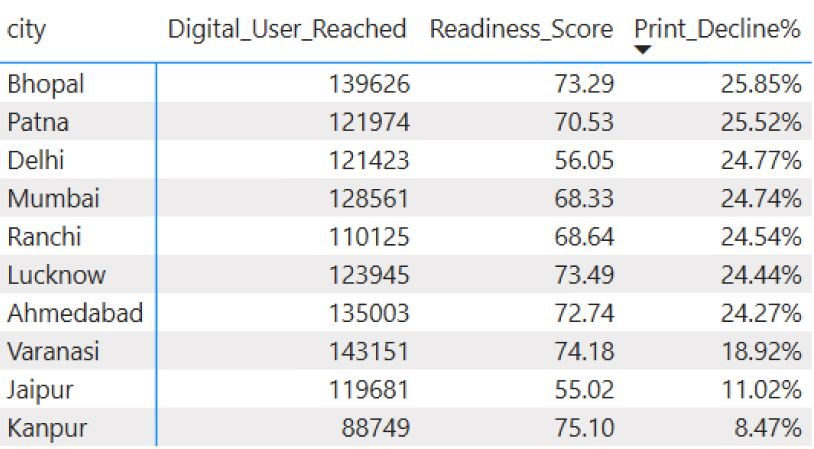 city Digital_User_Reached Readiness_Score Print_Decline%
Bhopal 139626 73.29 25.85%
Patna 121974 70.53 25.52%
Delhi 121423 56.05 24.77%
Mumbai 128561 68.33 24.74%
Ranchi 110125 68.64 24.54%
Lucknow 123945 73.49 24.44%
Ahmedabad 135003 72.74 24.27%
Varanasi 143151 74.18 18.92%
Jaipur 119681 55.02 11.02%
Kanpur 88749 75.10 8.47%